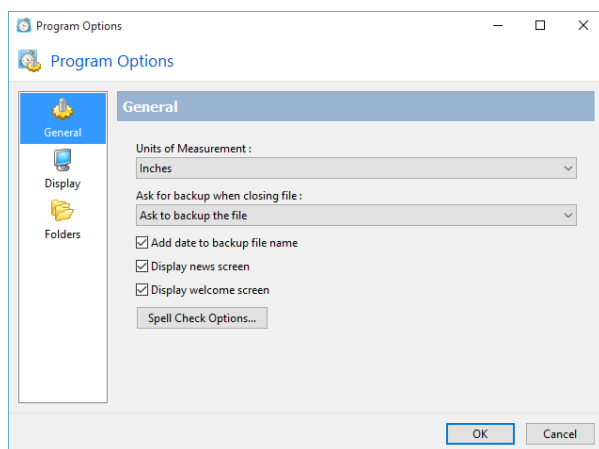 Program Options
Program Options
General
General
Display
Folders
Units of Measurement :
Inches
Ask for backup when closing file :
Ask to backup the file
Add date to backup file name
Display news screen
Display welcome screen
Spell Check Options...
OK
Cancel